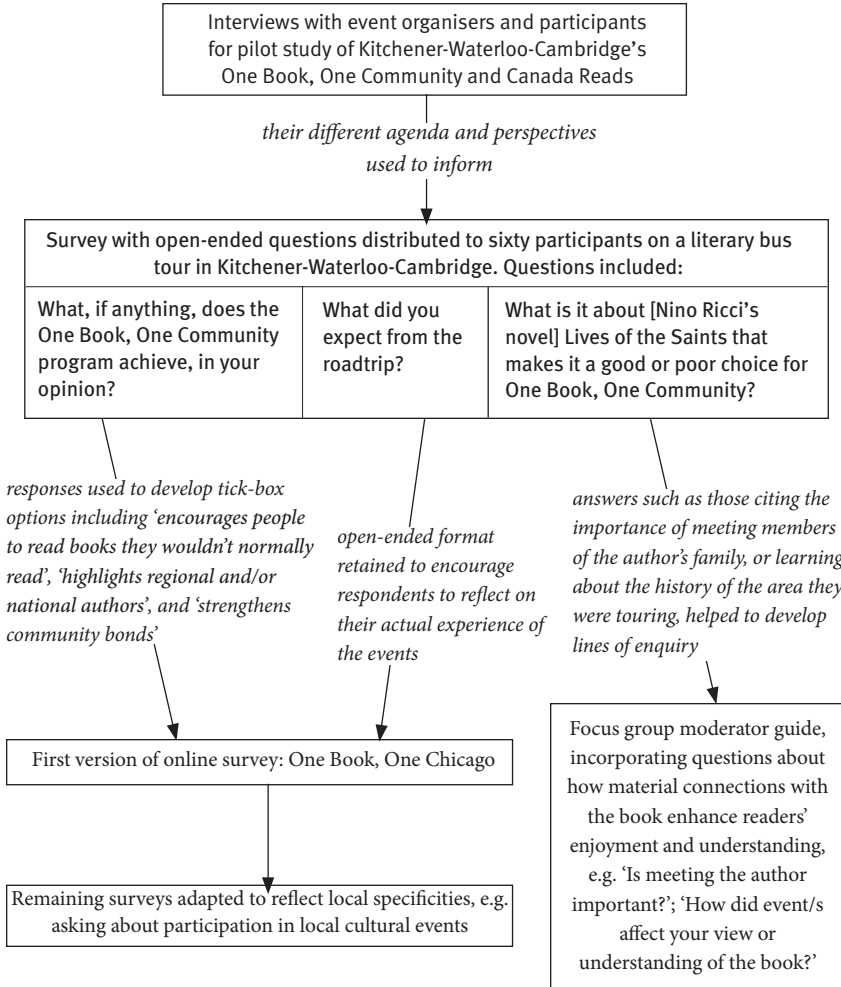 Interviews with event organisers and participants
for pilot study of Kitchener-Waterloo-Cambridge's
One Book, One Community and Canada Reads
their different agenda and perspectives
used to inform
Survey with open-ended questions distributed to sixty participants on a literary bus
tour in Kitchener-Waterloo-Cambridge. Questions included:
What, if anything, does the
One Book, One Community
program achieve, in your
opinion?
What did you
expect from the
roadtrip?
What is it about [Nino Ricci's
novel] Lives of the Saints that
makes it a good or poor choice for
One Book, One Community?
responses used to develop tick-box
options including 'encourages people
to read books they wouldn't normally
read', 'highlights regional and/or
national authors', and 'strengthens
community bonds'
open-ended format
retained to encourage
respondents to reflect on
their actual experience of
the events
answers such as those citing the
importance of meeting members
of the author's family, or learning
about the history of the area they
were touring, helped to develop
lines of enquiry
First version of online survey: One Book, One Chicago
Remaining surveys adapted to reflect local specificities, e.g.
asking about participation in local cultural events
Focus group moderator guide,
incorporating questions about
how material connections with
the book enhance readers'
enjoyment and understanding,
e.g. 'Is meeting the author
important?'; 'How did event/s
affect your view or
understanding of the book?'